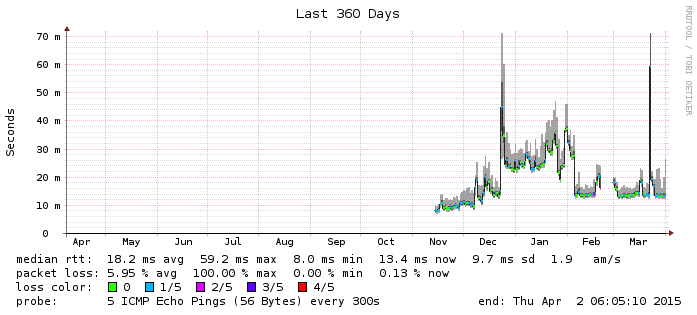 Last 360 Days
RRDTOOL / TOBI OETIKER
Seconds
70 m
60 m
50 m
40 m
30 m
20 m
10 m
0
Apr May Jun Jul Aug Sep Oct Nov Dec Jan Feb Mar
median rtt: 18.2 ms avg 59.2 ms max 8.0 ms min 13.4 ms now 9.7 ms sd 1.9 am/s
packet loss: 5.95 % avg 100.00 % max 0.00 % min 0.13 % now
loss color: 0 1/5 2/5 3/5 4/5
probe: 5 ICMP Echo Pings (56 Bytes) every 300s end: Thu Apr 2 06:05:10 2015